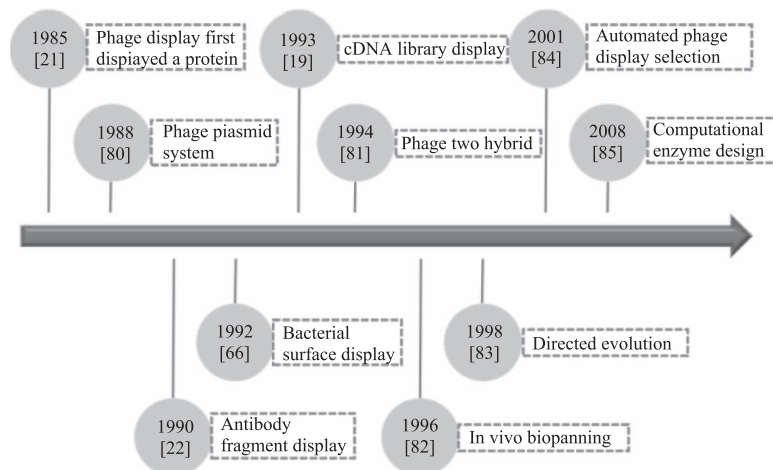 1985
[21]
Phage display first
dispiayed a protein
1993
[19]
cDNA library display
2001
[84]
Automated phage
display selection
1988
[80]
Phage piasmid
system
1994
[81]
Phage two hybrid
2008
[85]
Computational
enzyme design
1992
[66]
Bacterial
surface display
1998
[83]
Directed evolution
1990
[22]
Antibody
fragment display
1996
[82]
In vivo biopanning